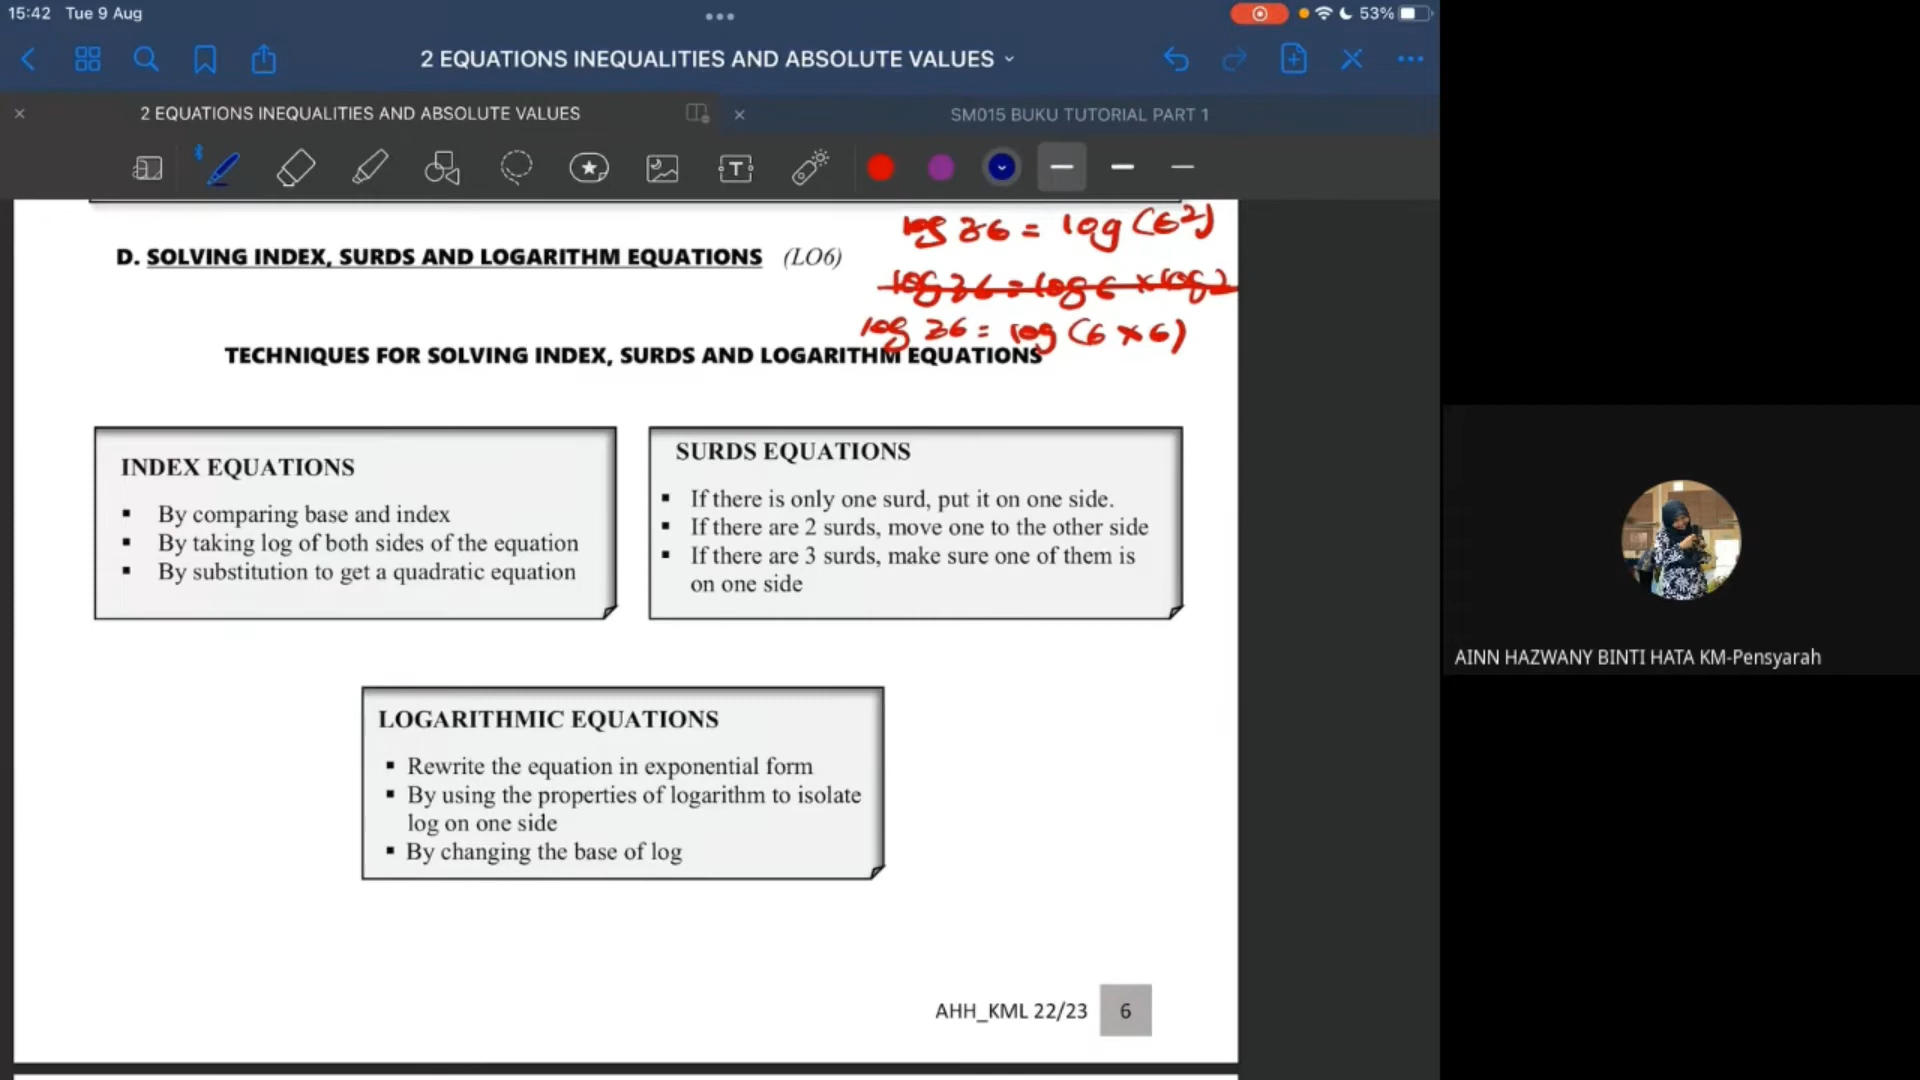 15:42 Tue 9 Aug
53%
2 EQUATIONS INEQUALITIES AND ABSOLUTE VALUES
2 EQUATIONS INEQUALITIES AND ABSOLUTE VALUES
SM015 BUKU TUTORIAL PART 1
log 36 = log (6²)
D. SOLVING INDEX, SURDS AND LOGARITHM EQUATIONS (LO6)
log 36 = log 6 × log 2
log 36 = log (6 × 6)
TECHNIQUES FOR SOLVING INDEX, SURDS AND LOGARITHM EQUATIONS
INDEX EQUATIONS
▪ By comparing base and index
▪ By taking log of both sides of the equation
▪ By substitution to get a quadratic equation
SURDS EQUATIONS
▪ If there is only one surd, put it on one side.
▪ If there are 2 surds, move one to the other side
▪ If there are 3 surds, make sure one of them is
on one side
AINN HAZWANY BINTI HATA KM-Pensyarah
LOGARITHMIC EQUATIONS
▪ Rewrite the equation in exponential form
▪ By using the properties of logarithm to isolate
log on one side
▪ By changing the base of log
AHH_KML 22/23 6